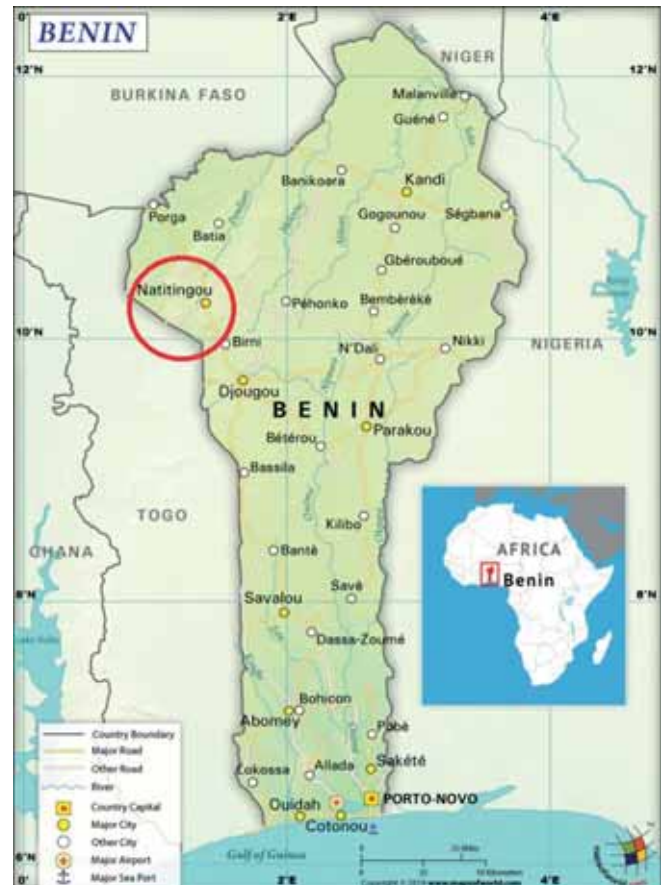 BENIN
0°
2°E
4°E
12°N
12°N
NIGER
BURKINA FASO
Malanville
Guéné
Banikoara
Kandi
Porga
Gogounou
Ségbana
Batia
Gbérouboué
Natitingou
Péhonko
Bembèrèkè
10°N
Birni
N'Dali
Nikki
NIGERIA
10°N
Djougou
BENIN
Bétérou
Parakou
Bassila
TOGO
Kilibo
GHANA
Bantè
AFRICA
Benin
8°N
Savè
8°N
Savalou
Dassa-Zoumé
Bohicon
Abomey
Pobè
Country Boundary
Major Road
Other Road
River
Country Capital
Major City
Other City
Major Airport
Major Sea Port
Sakété
Lokossa
Allada
PORTO-NOVO
Ouidah
Cotonou
Gulf of Guinea
6°N
6°N
0°
2°E
4°E